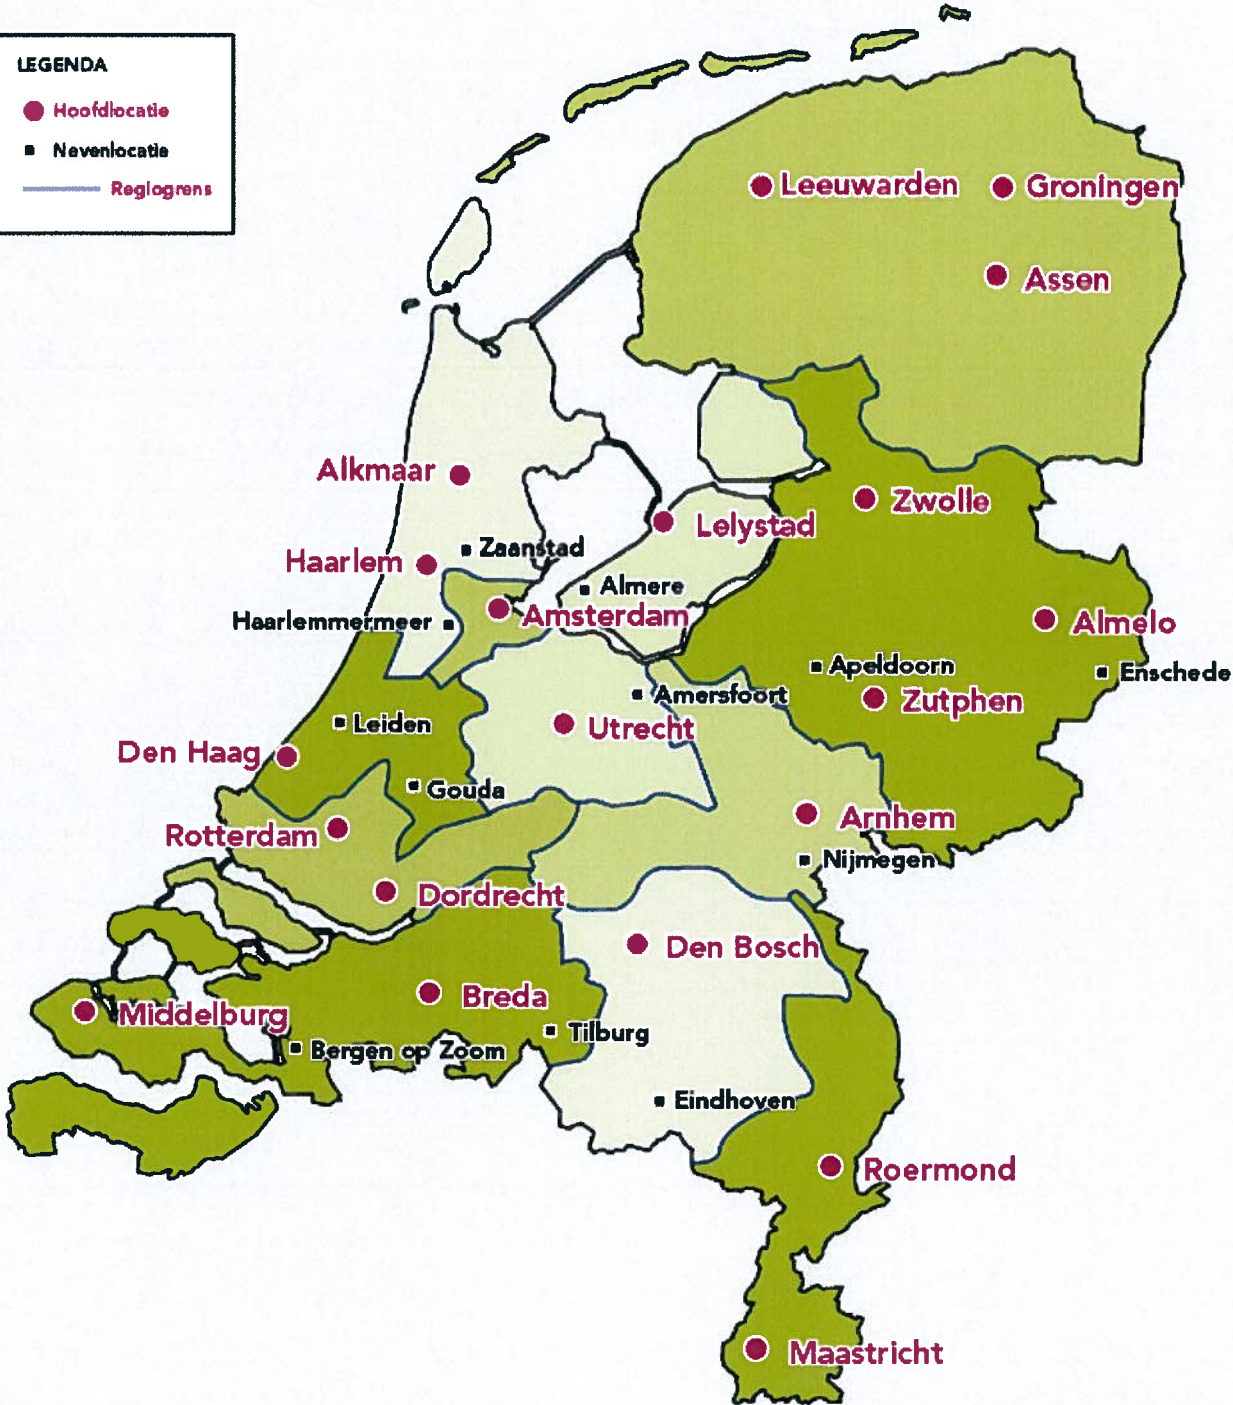 LEGENDA
Hoofdlocatie
Nevenlocatie
Regiogrens
Leeuwarden
Groningen
Assen
Alkmaar
Zwolle
Lelystad
Haarlem
Zaanstad
Almere
Amsterdam
Haarlemmermeer
Almelo
Apeldoorn
Enschede
Amersfoort
Zutphen
Leiden
Utrecht
Den Haag
Gouda
Arnhem
Rotterdam
Nijmegen
Dordrecht
Den Bosch
Breda
Middelburg
Tilburg
Bergen op Zoom
Eindhoven
Roermond
Maastricht